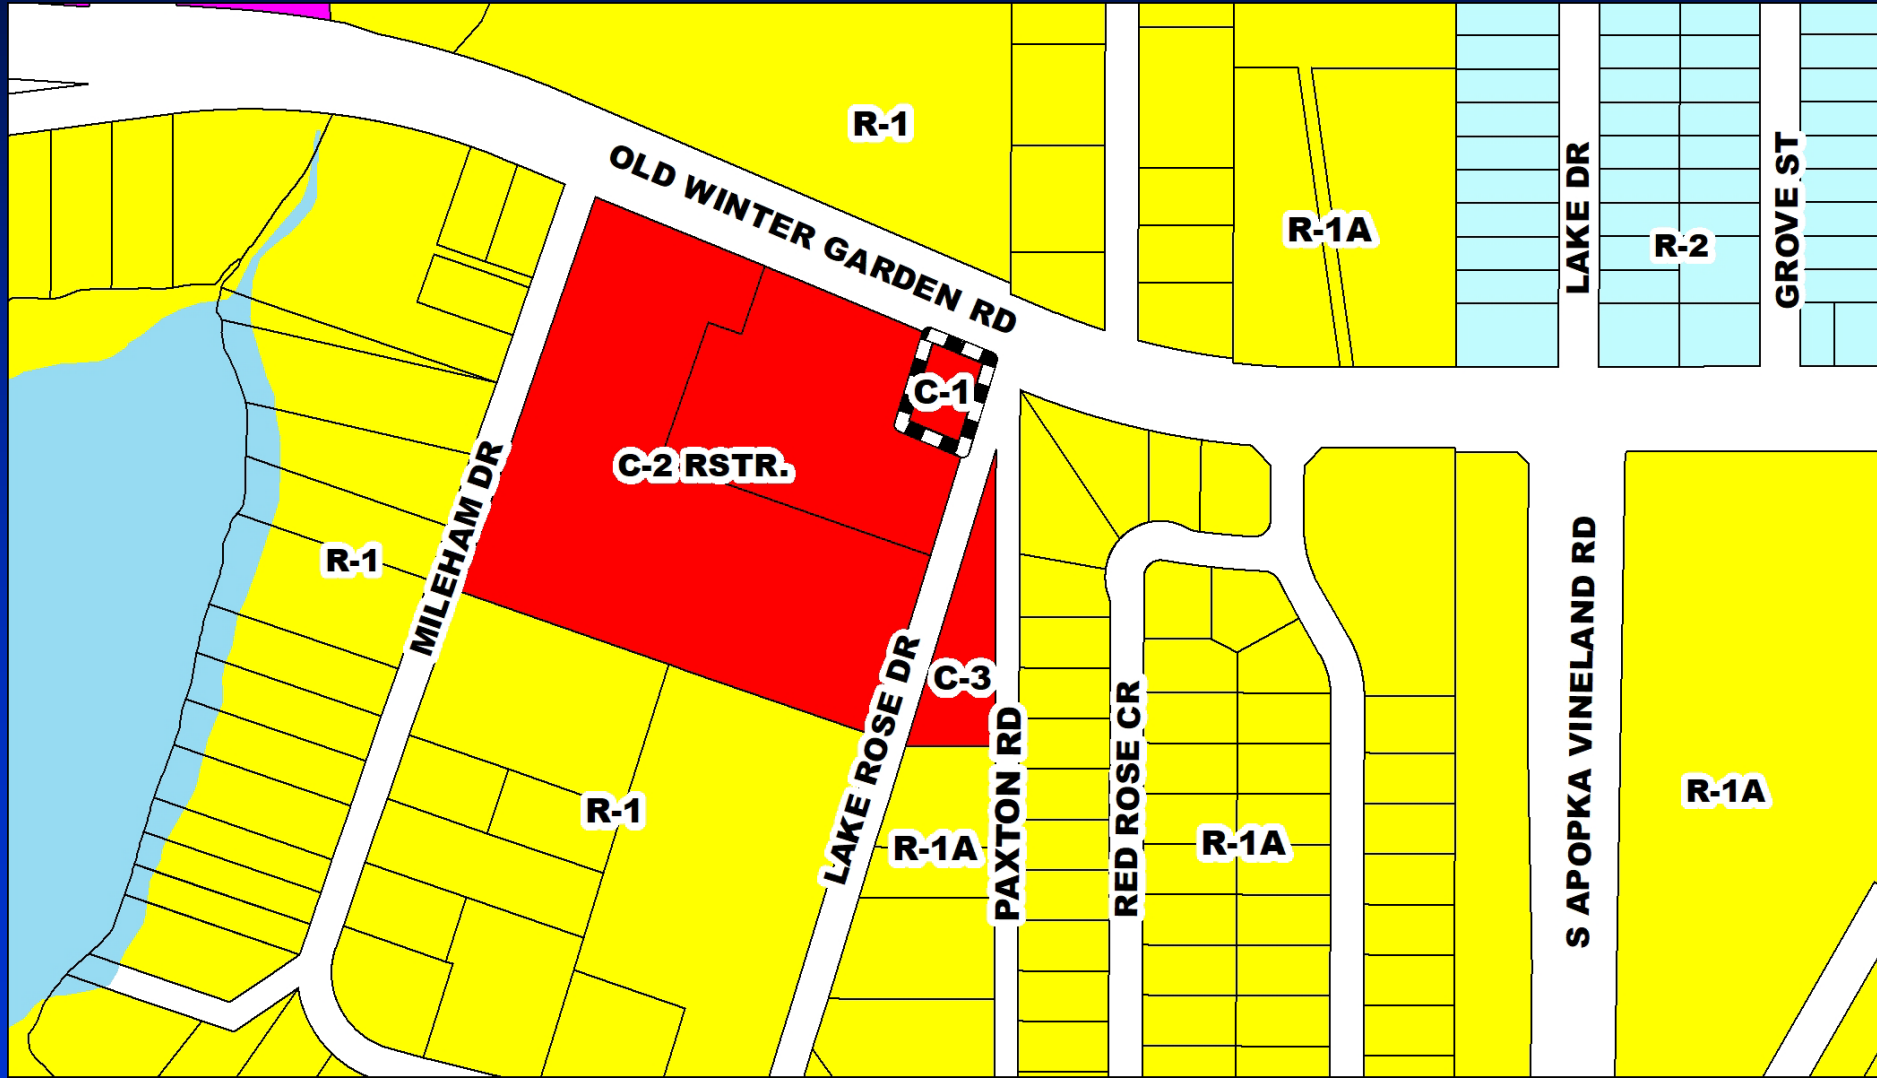 R-1
OLD WINTER GARDEN RD
R-1A
LAKE DR
R-2
GROVE ST
C-1
C-2 RSTR.
MILEHAM DR
R-1
C-3
LAKE ROSE DR
PAXTON RD
RED ROSE CR
S APOPKA VINELAND RD
R-1
R-1A
R-1A
R-1A